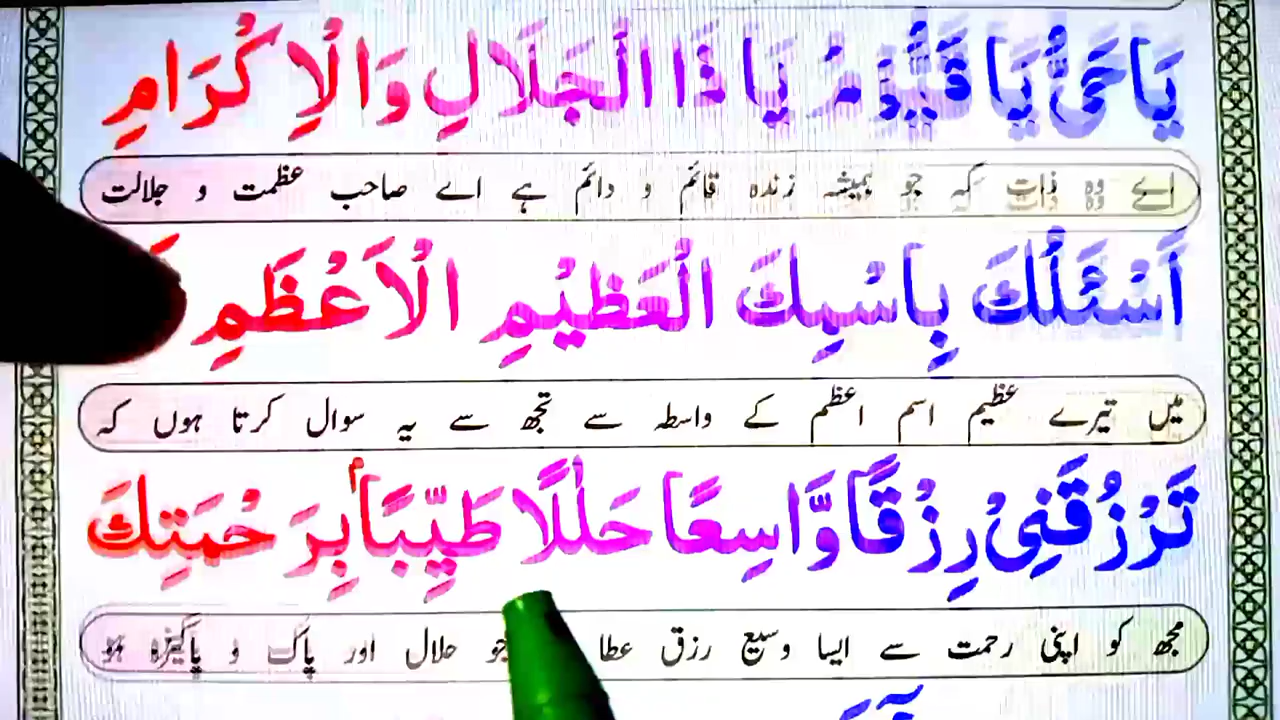 يَا حَىُّ يَا قَيُّوْمُ يَا ذَا الْجَلَالِ وَالْاِكْرَامِ
اے وہ ذات کہ جو ہمیشہ زندہ قائم و دائم ہے اے صاحب عظمت و جلالت
اَسْئَلُكَ بِاسْمِكَ الْعَظِيْمِ الْاَعْظَمِ
میں تیرے عظیم اسم اعظم کے واسطہ سے تجھ سے یہ سوال کرتا ہوں کہ
تَرْزُقَنِىْ رِزْقًا وَّاسِعًا حَلٰلًا طَيِّبًاۢ بِرَحْمَتِكَ
مجھ کو اپنی رحمت سے ایسا وسیع رزق عطا جو حلال اور پاک و پاکیزہ ہو